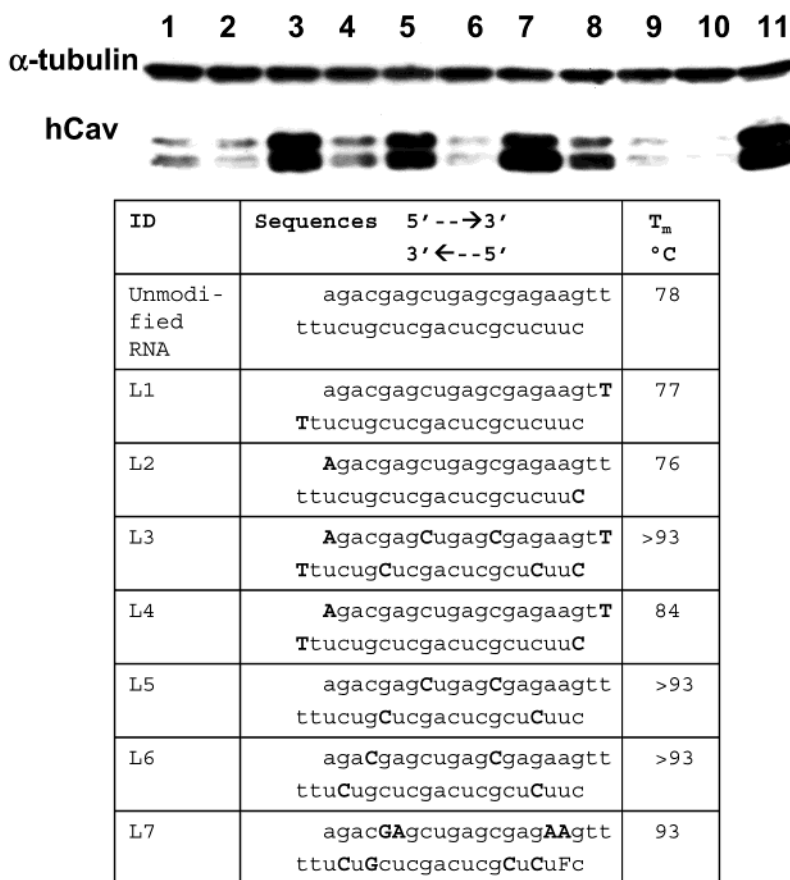 1 2 3 4 5 6 7 8 9 10 11
α-tubulin
hCav
ID Sequences 5'--→3' Tm
3'←--5' °C
Unmodi- agacgagcugagcgagaagtt 78
fied ttucugcucgacucgcucuuc
RNA
L1 agacgagcugagcgagaagtT 77
Ttucugcucgacucgcucuuc
L2 Agacgagcugagcgagaagtt 76
ttucugcucgacucgcucuuC
L3 AgacgagCugagCgagaagtT >93
TtucugCucgacucgcuCuuC
L4 AgacgagcugagcgagaagtT 84
TtucugcucgacucgcucuuC
L5 agacgagCugagCgagaagtt >93
ttucugCucgacucgcuCuuc
L6 agaCgagcugagCgagaagtt >93
ttuCugcucgacucgcuCuuc
L7 agacGAgcugagcgagAAgtt 93
ttuCuGcucgacucgCuCuFc